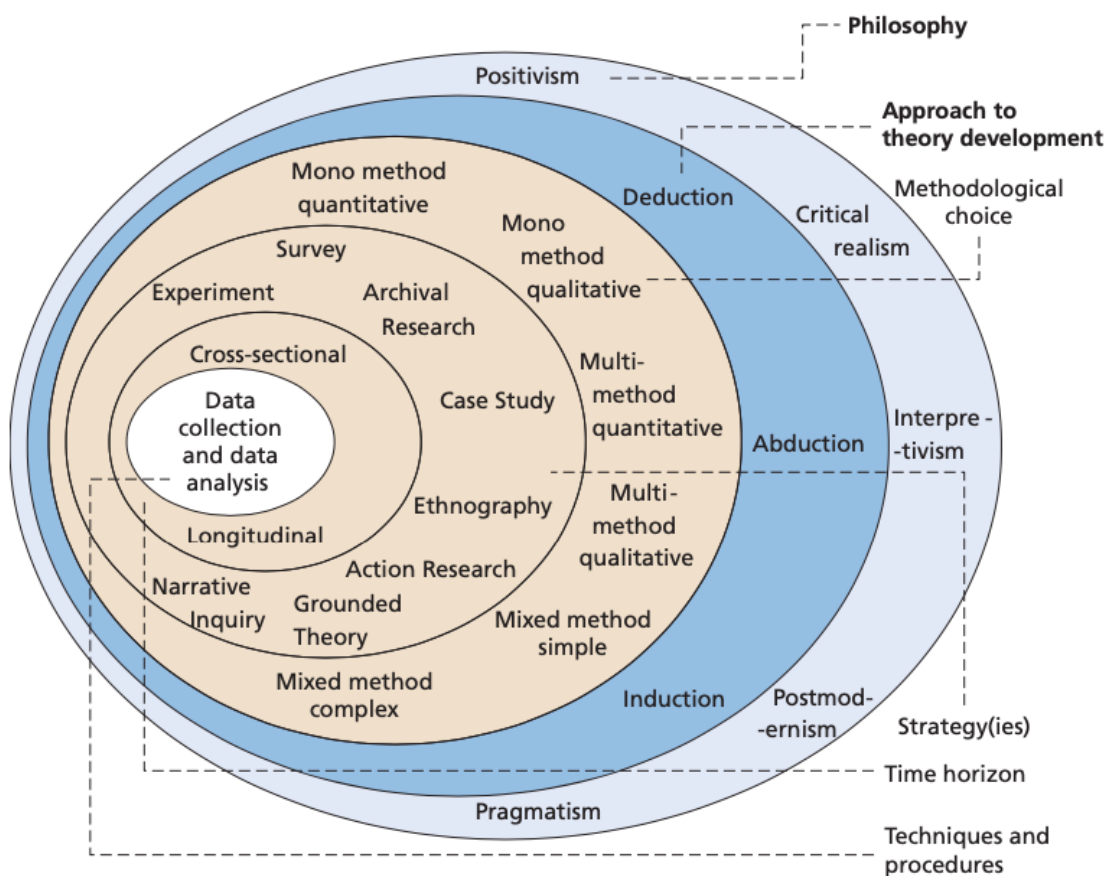 Philosophy
Positivism
Approach to
theory development
Mono method
quantitative
Deduction
Methodological
choice
Critical
realism
Mono
method
qualitative
Survey
Experiment
Archival
Research
Cross-sectional
Multi-
method
quantitative
Data
collection
and data
analysis
Case Study
Abduction
Interpre -
-tivism
Ethnography
Multi-
method
qualitative
Longitudinal
Action Research
Narrative
Inquiry
Grounded
Theory
Mixed method
simple
Mixed method
complex
Induction
Postmod-
-ernism
Strategy(ies)
Time horizon
Pragmatism
Techniques and
procedures